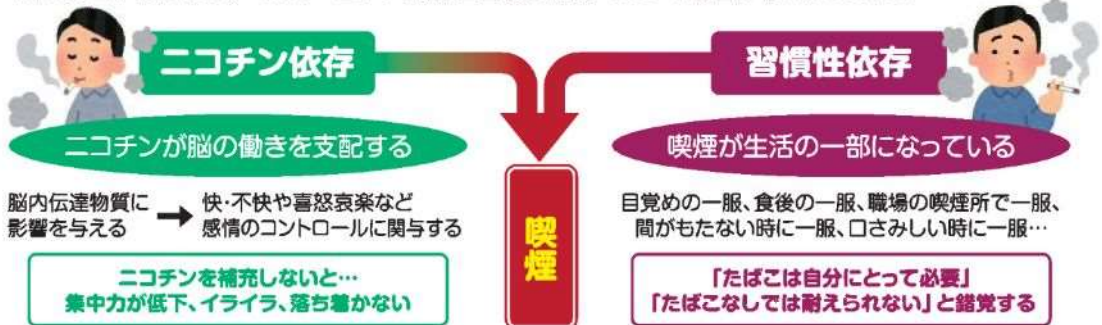 ニコチン依存
ニコチンが脳の働きを支配する
脳内伝達物質に
影響を与える
→
快・不快や喜怒哀楽など
感情のコントロールに関与する
ニコチンを補充しないと…
集中力が低下、イライラ、落ち着かない
喫煙
習慣性依存
喫煙が生活の一部になっている
目覚めの一服、食後の一服、職場の喫煙所で一服、
間がもたない時に一服、口さみしい時に一服…
「たばこは自分にとって必要」
「たばこなしでは耐えられない」と錯覚する